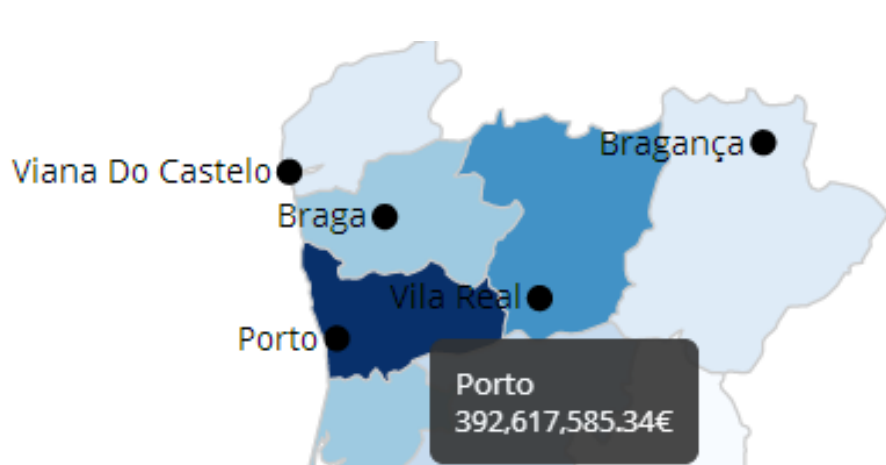 Bragança
Viana Do Castelo
Braga
Vila Real
Porto
Porto
392,617,585.34€